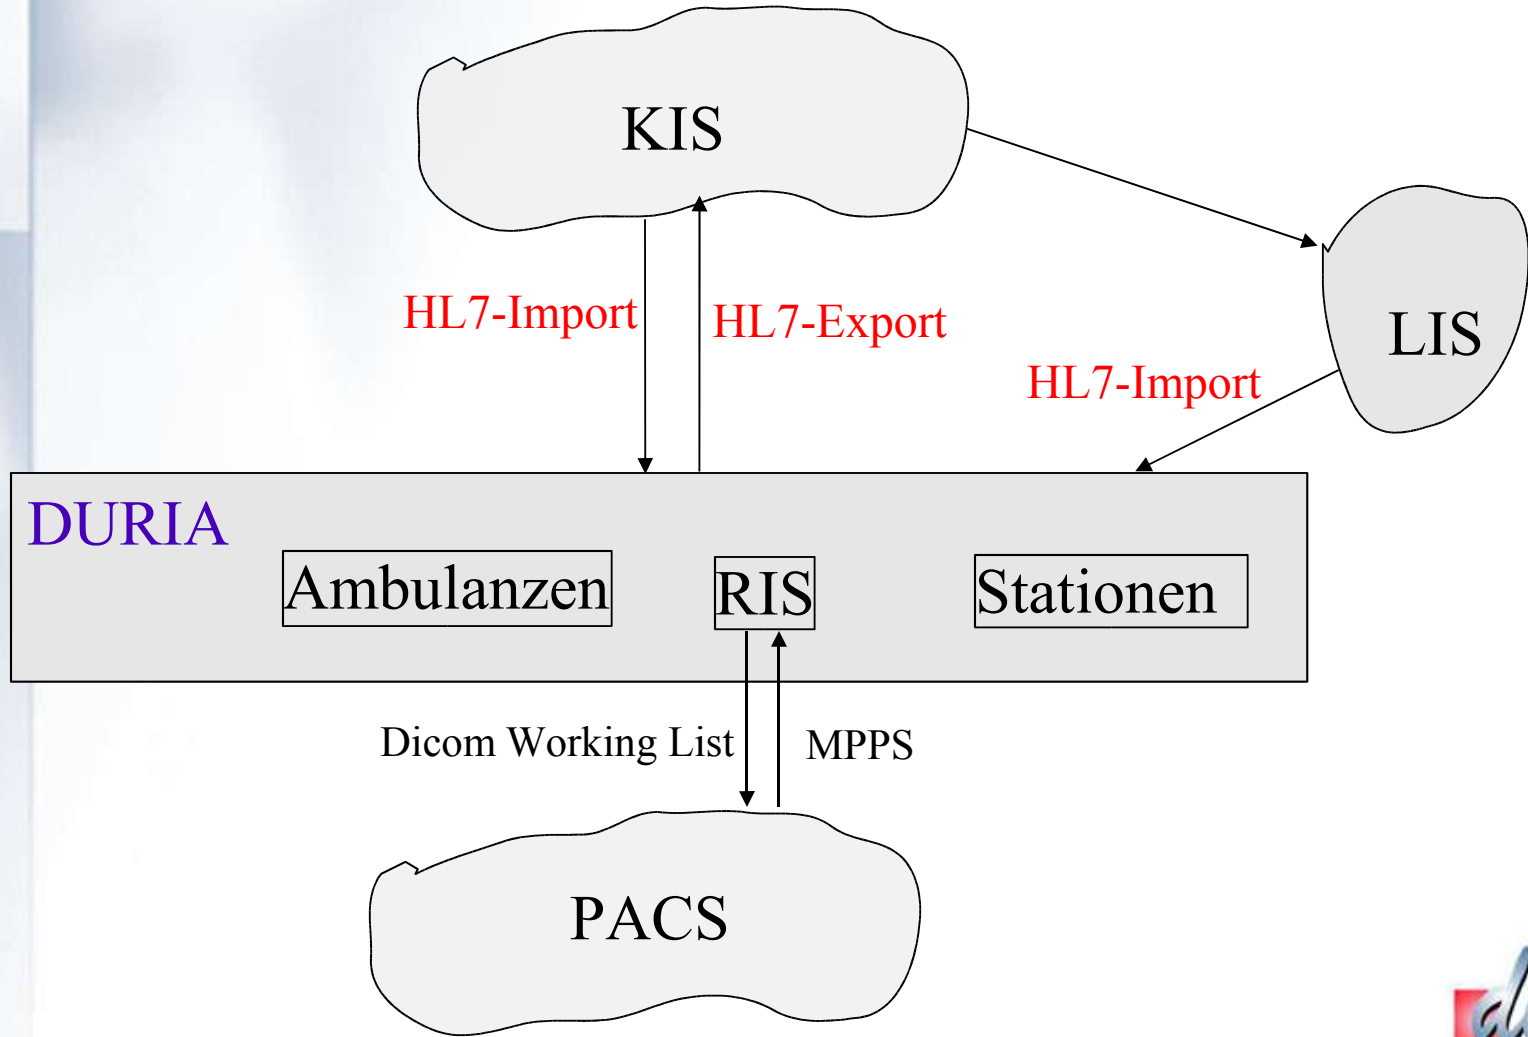 KIS
HL7-Import
HL7-Export
LIS
HL7-Import
DURIA
Ambulanzen
RIS
Stationen
Dicom Working List
MPPS
PACS